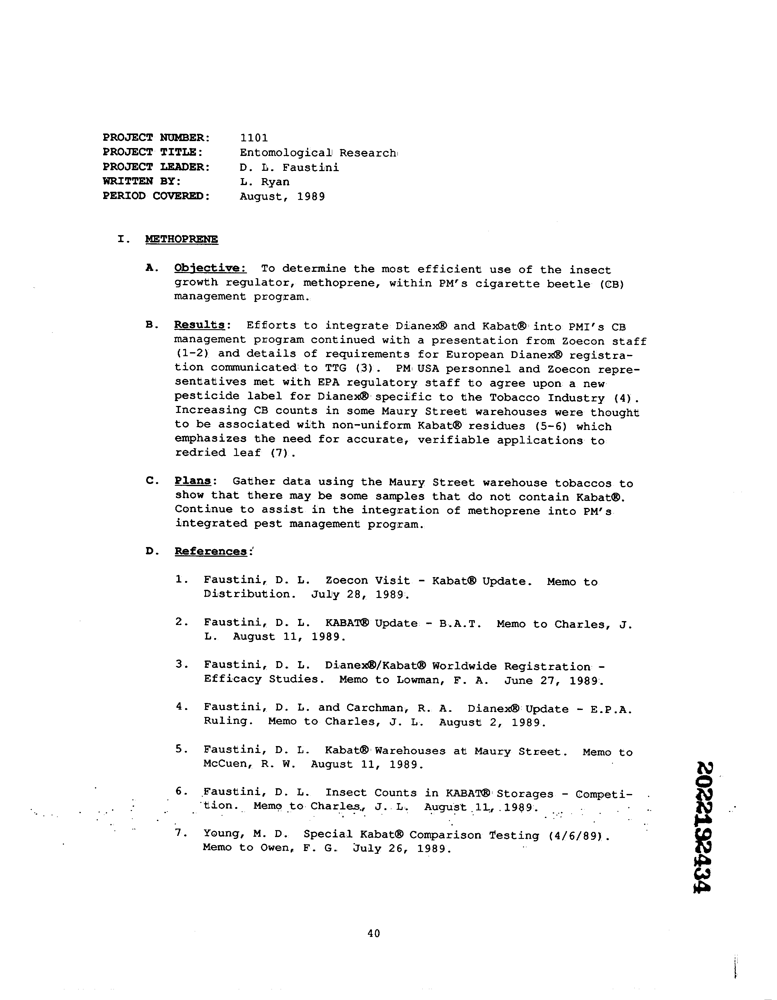 PROJECT NUMBER: 1101
PROJECT TITLE: Entomological Research
PROJECT LEADER: D. L. Faustini
WRITTEN BY: L. Ryan
PERIOD COVERED: August, 1989
I. METHOPRENE
A. Objective: To determine the most efficient use of the insect
growth regulator, methoprene, within PM's cigarette beetle (CB)
management program.
B. Results: Efforts to integrate Dianex® and Kabat® into PMI's CB
management program continued with a presentation from Zoecon staff
(1-2) and details of requirements for European Dianex® registra-
tion communicated to TTG (3). PM USA personnel and Zoecon repre-
sentatives met with EPA regulatory staff to agree upon a new
pesticide label for Dianex® specific to the Tobacco Industry (4).
Increasing CB counts in some Maury Street warehouses were thought
to be associated with non-uniform Kabat® residues (5-6) which
emphasizes the need for accurate, verifiable applications to
redried leaf (7).
C. Plans: Gather data using the Maury Street warehouse tobaccos to
show that there may be some samples that do not contain Kabat®.
Continue to assist in the integration of methoprene into PM's
integrated pest management program.
D. References:
1. Faustini, D. L. Zoecon Visit - Kabat® Update. Memo to
Distribution. July 28, 1989.
2. Faustini, D. L. KABAT® Update - B.A.T. Memo to Charles, J.
L. August 11, 1989.
3. Faustini, D. L. Dianex®/Kabat® Worldwide Registration -
Efficacy Studies. Memo to Lowman, F. A. June 27, 1989.
4. Faustini, D. L. and Carchman, R. A. Dianex® Update - E.P.A.
Ruling. Memo to Charles, J. L. August 2, 1989.
5. Faustini, D. L. Kabat® Warehouses at Maury Street. Memo to
McCuen, R. W. August 11, 1989.
6. Faustini, D. L. Insect Counts in KABAT® Storages - Competi-
tion. Memo to Charles, J. L. August 11, 1989.
7. Young, M. D. Special Kabat® Comparison Testing (4/6/89).
Memo to Owen, F. G. July 26, 1989.
2022192434
40